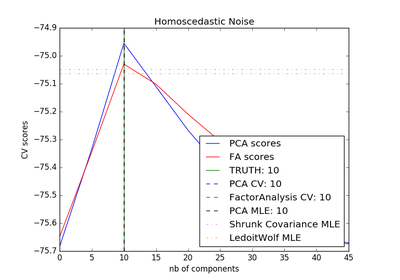 Homoscedastic Noise
−74.9
−75.0
−75.1
−75.2
−75.3
−75.4
−75.5
−75.6
−75.7
CV scores
PCA scores
FA scores
TRUTH: 10
PCA CV: 10
FactorAnalysis CV: 10
PCA MLE: 10
Shrunk Covariance MLE
LedoitWolf MLE
0 5 10 15 20 25 30 35 40 45
nb of components